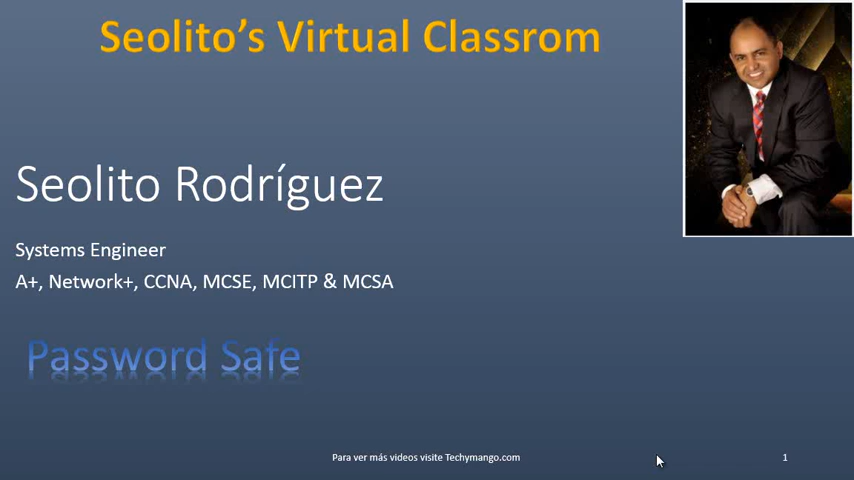 Seolito’s Virtual Classrom
Seolito Rodríguez
Systems Engineer
A+, Network+, CCNA, MCSE, MCITP & MCSA
Password Safe
Para ver más videos visite Techymango.com
1